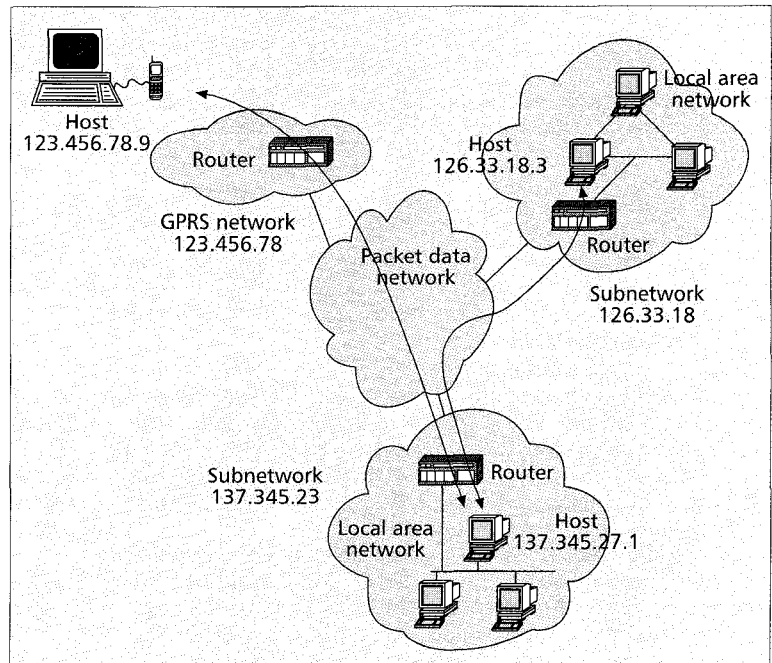 Host
123.456.78.9
Router
GPRS network
123.456.78
Local area
network
Host
126.33.18.3
Router
Subnetwork
126.33.18
Packet data
network
Subnetwork
137.345.23
Router
Local area
network
Host
137.345.27.1